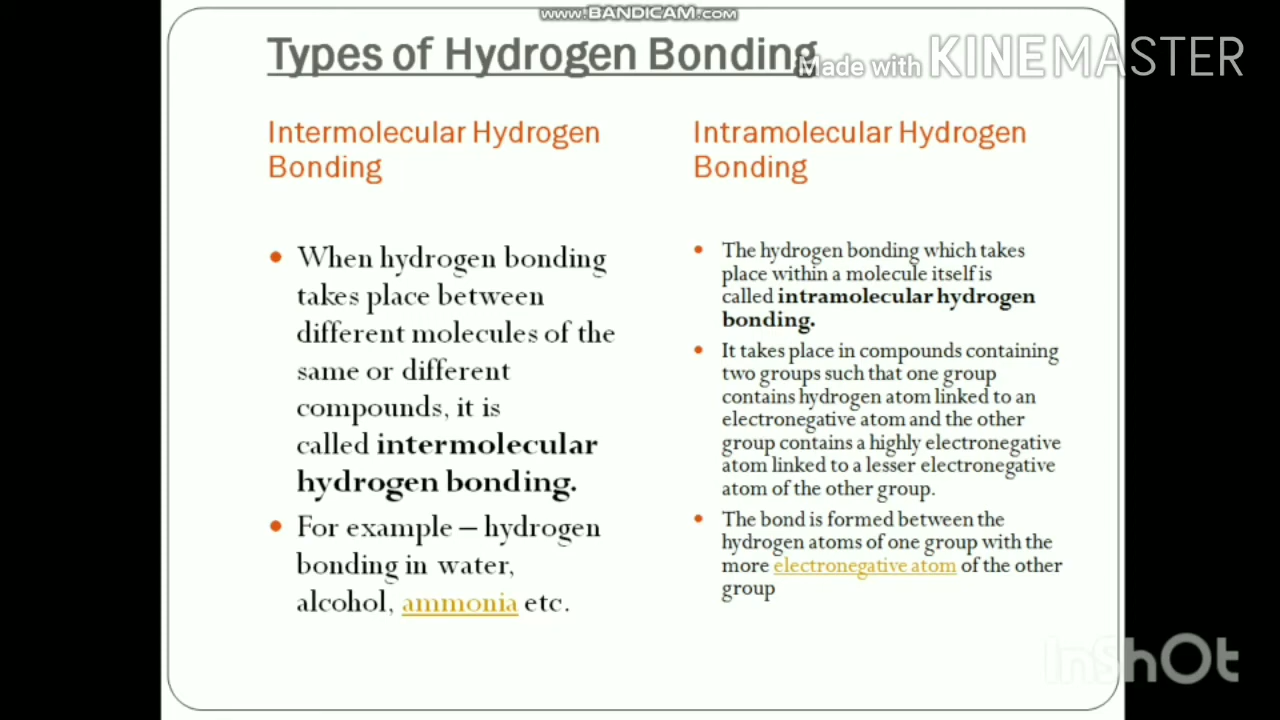 www.BANDICAM.com
Types of Hydrogen Bonding
Made with KINEMASTER
Intermolecular Hydrogen
Bonding
When hydrogen bonding
takes place between
different molecules of the
same or different
compounds, it is
called intermolecular
hydrogen bonding.
For example – hydrogen
bonding in water,
alcohol, ammonia etc.
Intramolecular Hydrogen
Bonding
The hydrogen bonding which takes
place within a molecule itself is
called intramolecular hydrogen
bonding.
It takes place in compounds containing
two groups such that one group
contains hydrogen atom linked to an
electronegative atom and the other
group contains a highly electronegative
atom linked to a lesser electronegative
atom of the other group.
The bond is formed between the
hydrogen atoms of one group with the
more electronegative atom of the other
group
InShOt